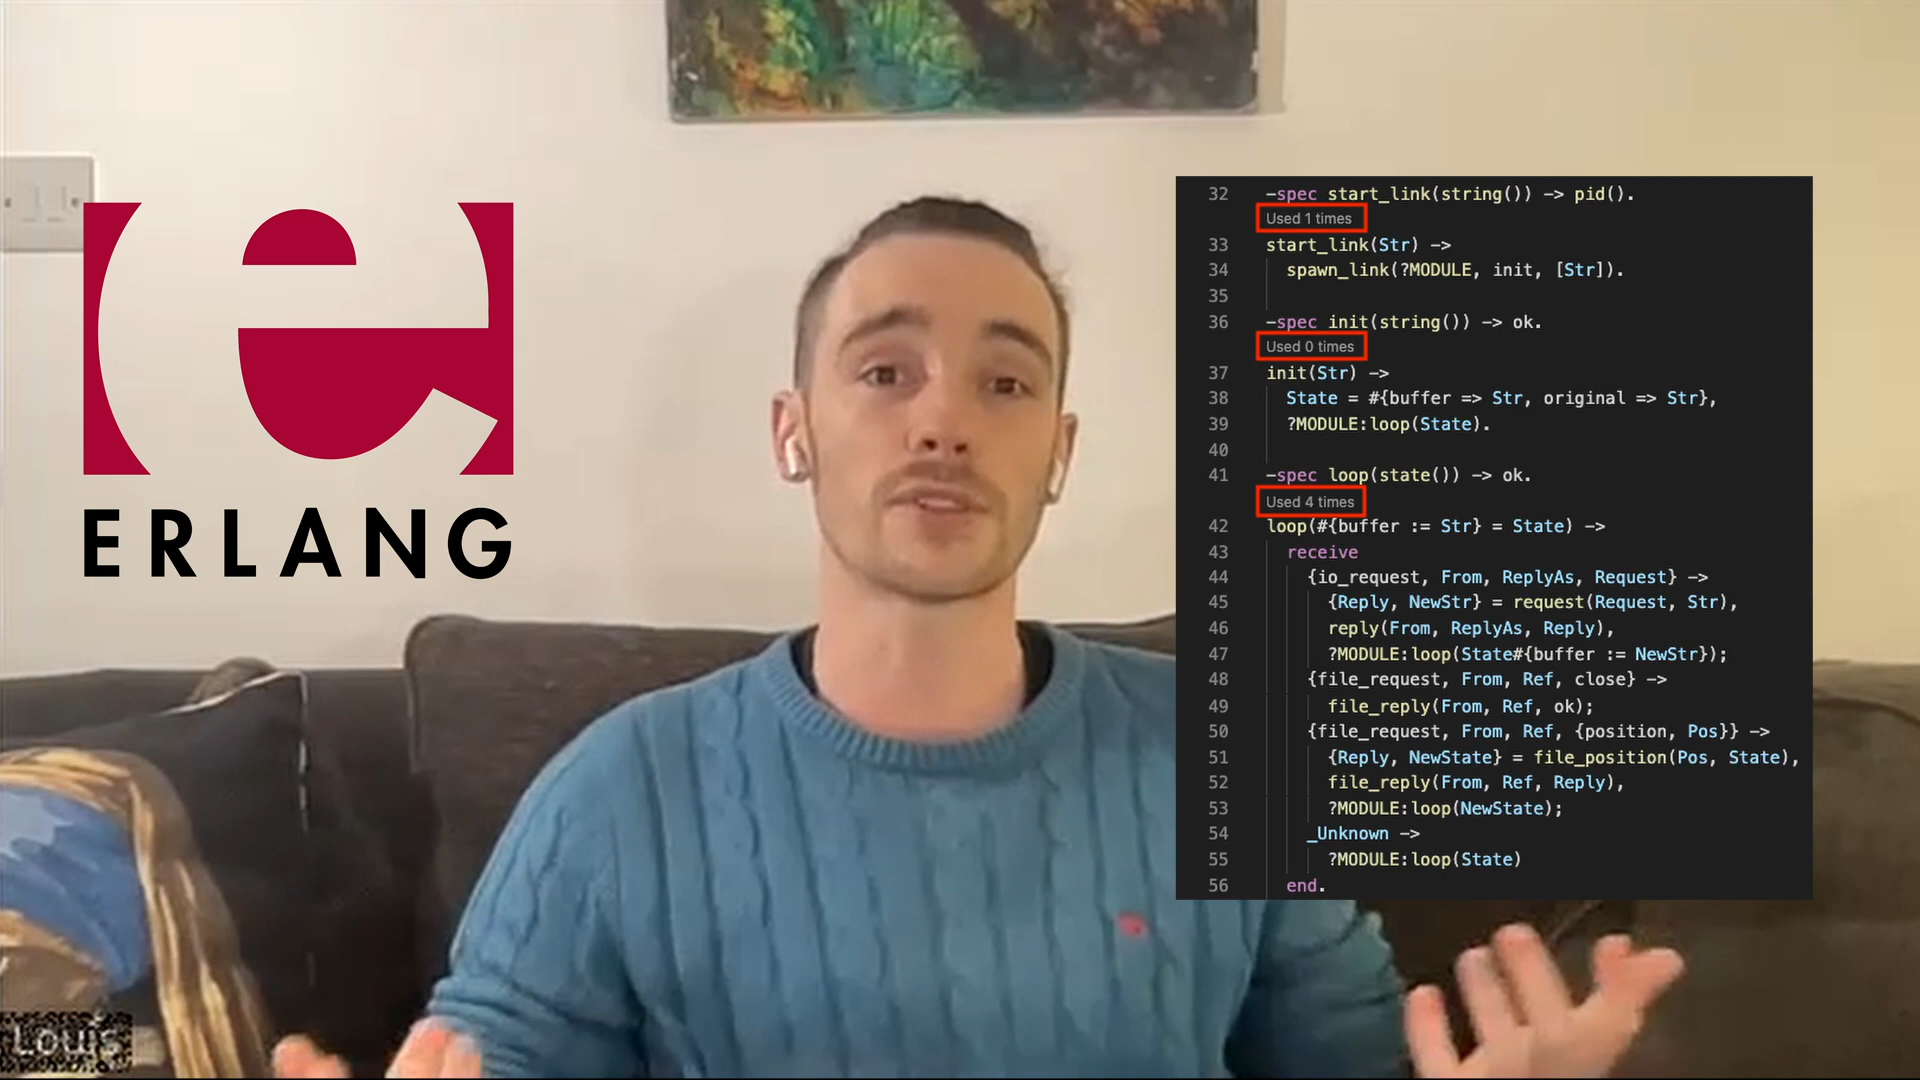 ERLANG
32 -spec start_link(string()) -> pid().
Used 1 times
33 start_link(Str) ->
34 spawn_link(?MODULE, init, [Str]).
35
36 -spec init(string()) -> ok.
Used 0 times
37 init(Str) ->
38 State = #{buffer => Str, original => Str},
39 ?MODULE:loop(State).
40
41 -spec loop(state()) -> ok.
Used 4 times
42 loop(#{buffer := Str} = State) ->
43 receive
44 {io_request, From, ReplyAs, Request} ->
45 {Reply, NewStr} = request(Request, Str),
46 reply(From, ReplyAs, Reply),
47 ?MODULE:loop(State#{buffer := NewStr});
48 {file_request, From, Ref, close} ->
49 file_reply(From, Ref, ok);
50 {file_request, From, Ref, {position, Pos}} ->
51 {Reply, NewState} = file_position(Pos, State),
52 file_reply(From, Ref, Reply),
53 ?MODULE:loop(NewState);
54 _Unknown ->
55 ?MODULE:loop(State)
56 end.
Louis